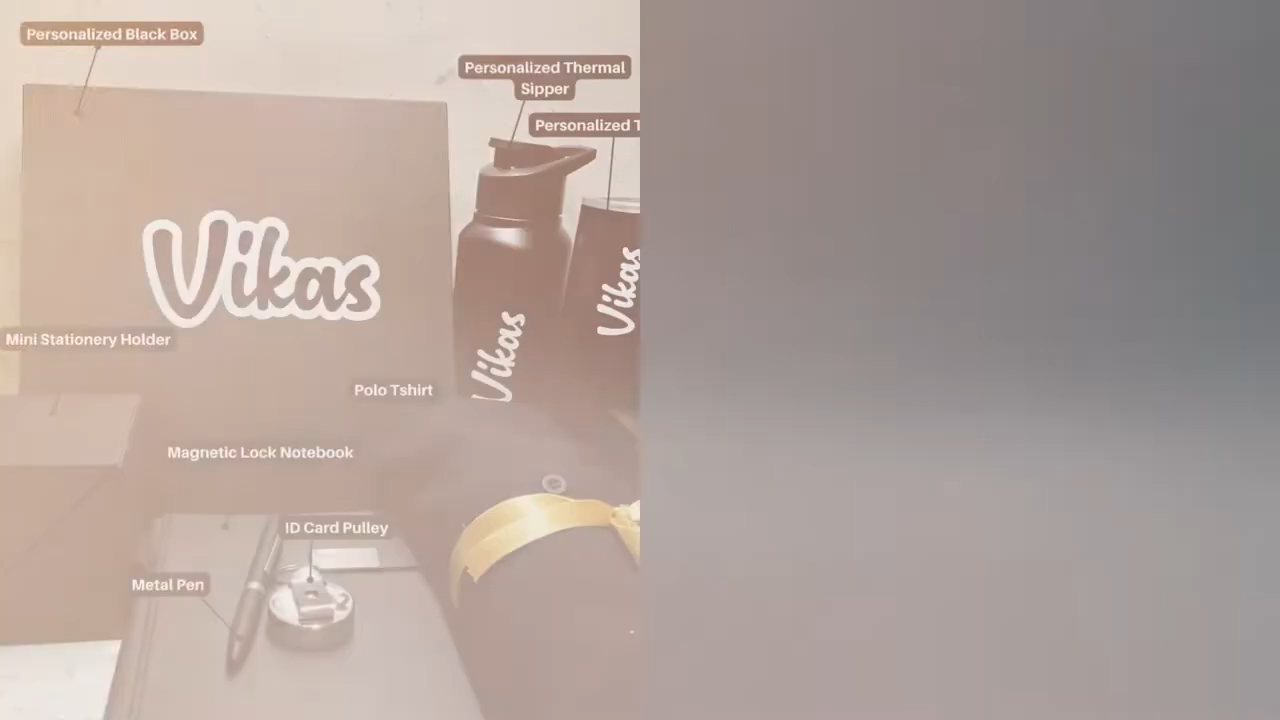 Personalized Black Box
Personalized Thermal
Sipper
Personalized T
Vikas
Vikas
Vikas
Mini Stationery Holder
Polo Tshirt
Magnetic Lock Notebook
ID Card Pulley
Metal Pen